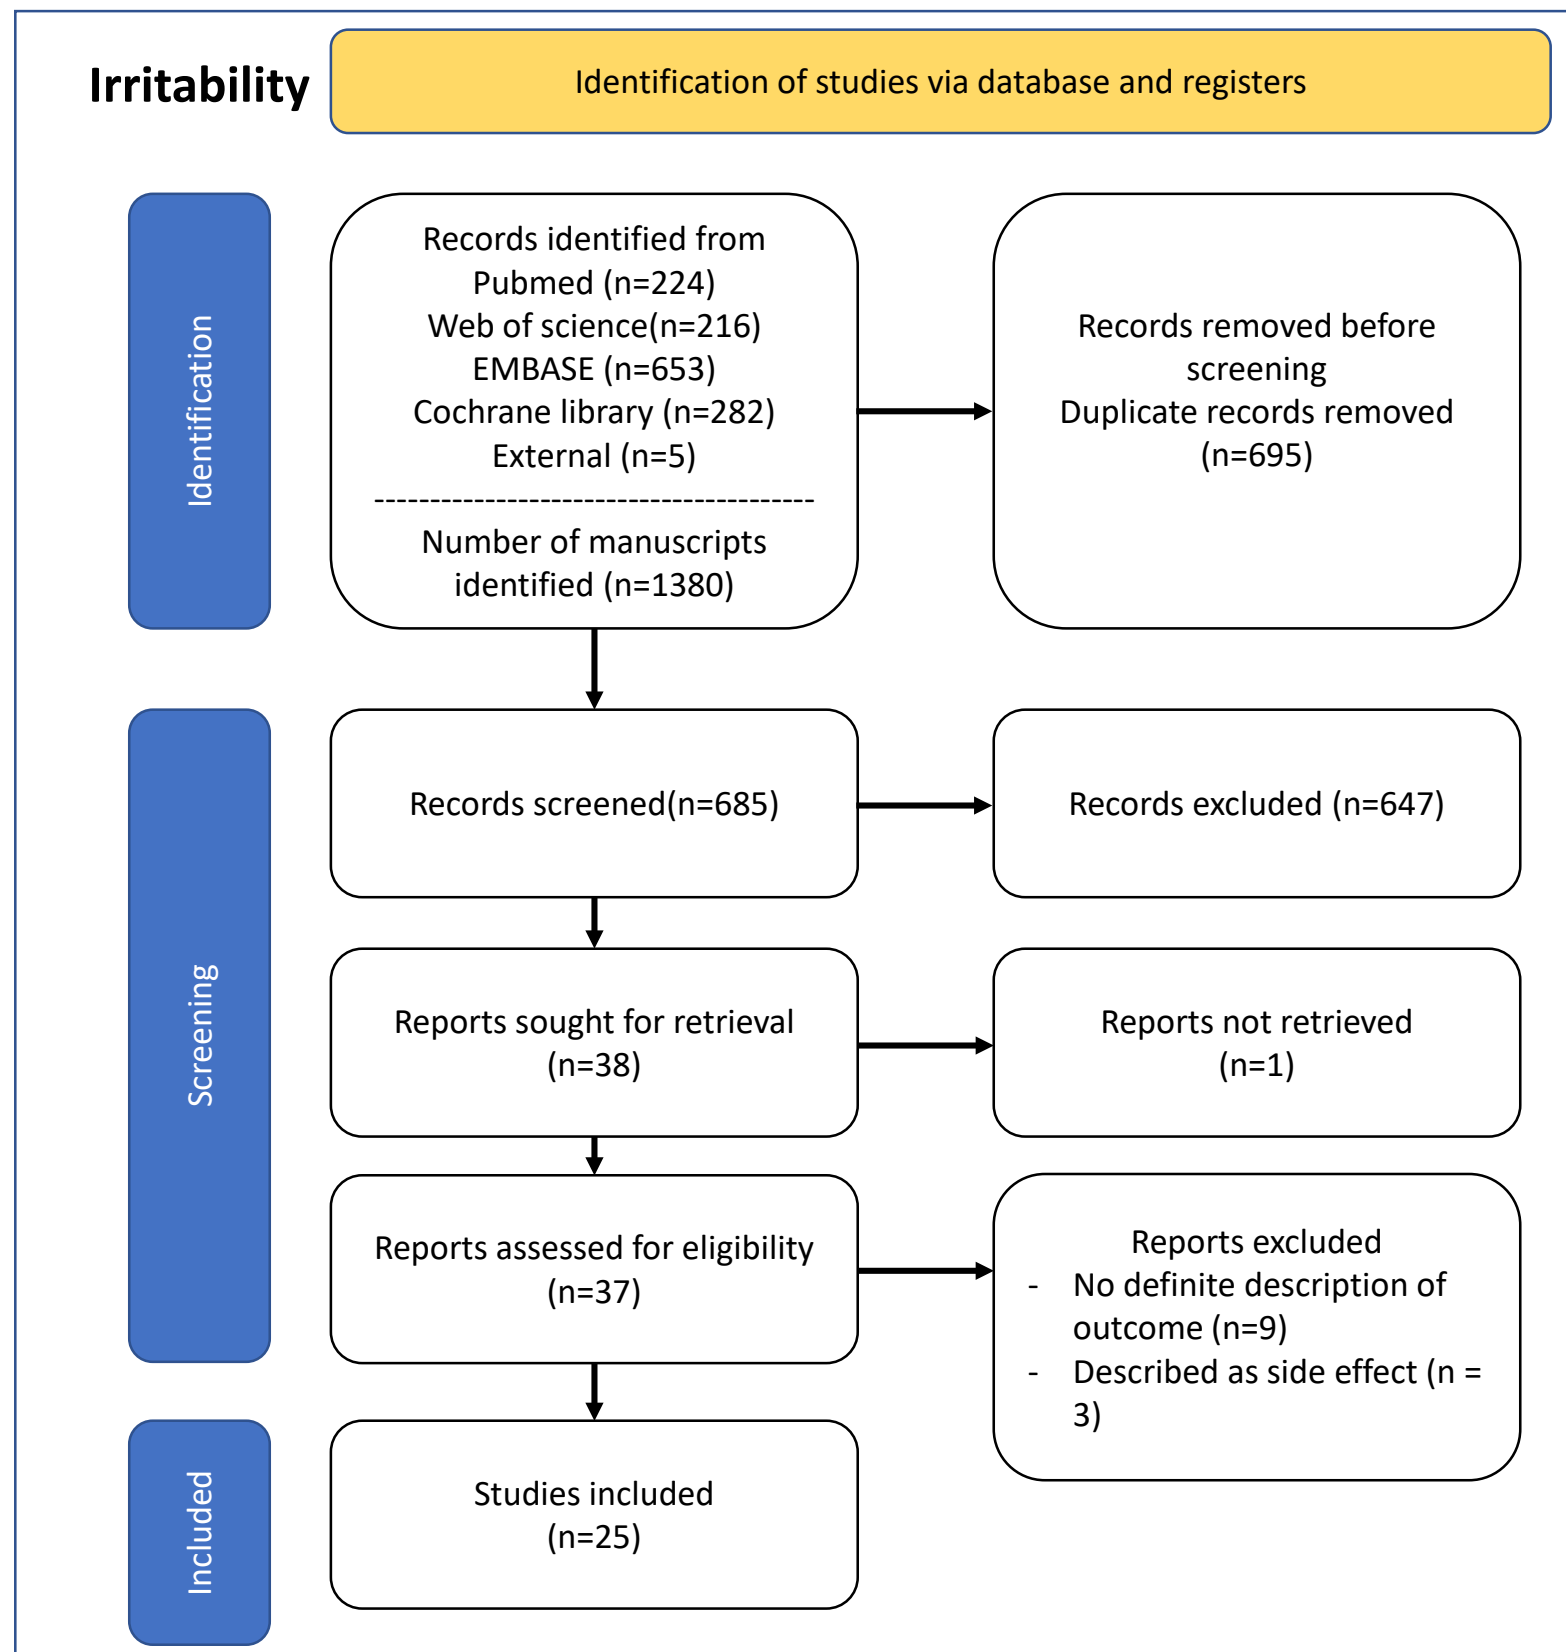 Irritability
Identification of studies via database and registers
Identification
Records identified from
Pubmed (n=224)
Web of science(n=216)
EMBASE (n=653)
Cochrane library (n=282)
External (n=5)
----------------------------------------
Number of manuscripts
identified (n=1380)
Records removed before
screening
Duplicate records removed
(n=695)
Screening
Records screened(n=685)
Records excluded (n=647)
Reports sought for retrieval
(n=38)
Reports not retrieved
(n=1)
Reports assessed for eligibility
(n=37)
Reports excluded
- No definite description of
outcome (n=9)
- Described as side effect (n =
3)
Included
Studies included
(n=25)